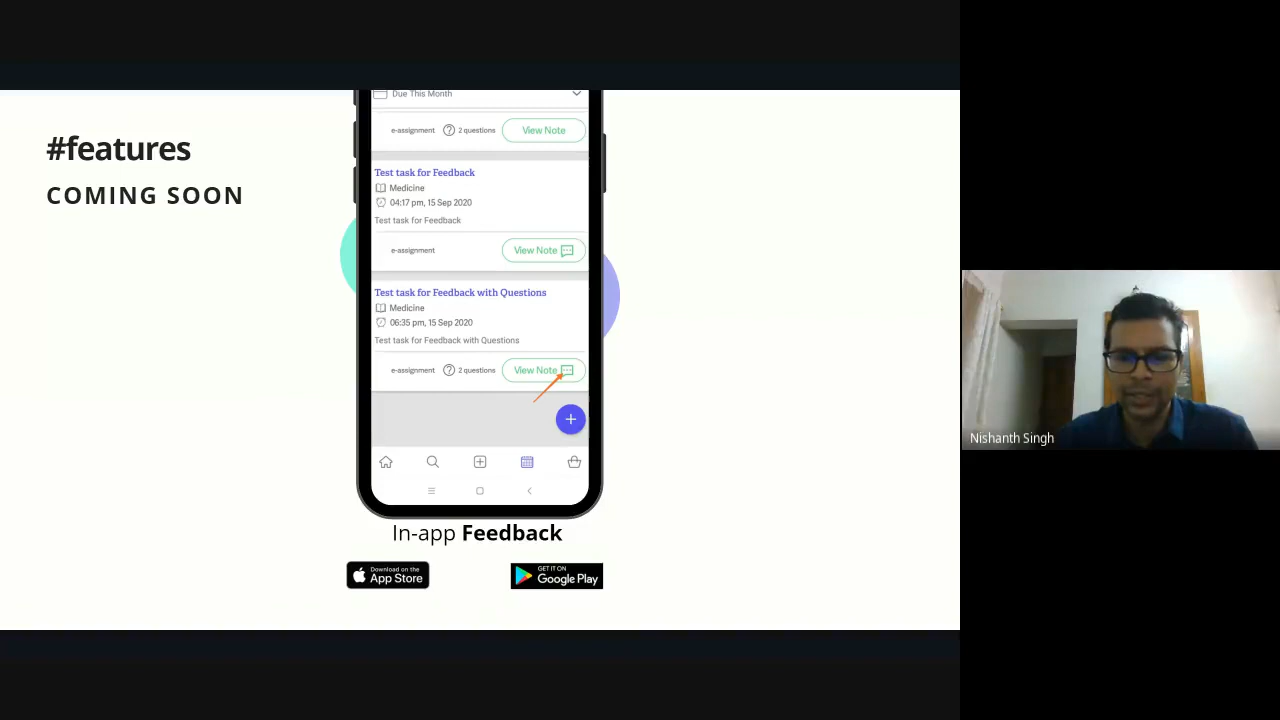 #features
COMING SOON
Due This Month
e-assignment 2 questions View Note
Test task for Feedback
Medicine
04:17 pm, 15 Sep 2020
Test task for Feedback
e-assignment View Note
Test task for Feedback with Questions
Medicine
06:35 pm, 15 Sep 2020
Test task for Feedback with Questions
e-assignment 2 questions View Note
In-app Feedback
Download on the
App Store
GET IT ON
Google Play
Nishanth Singh